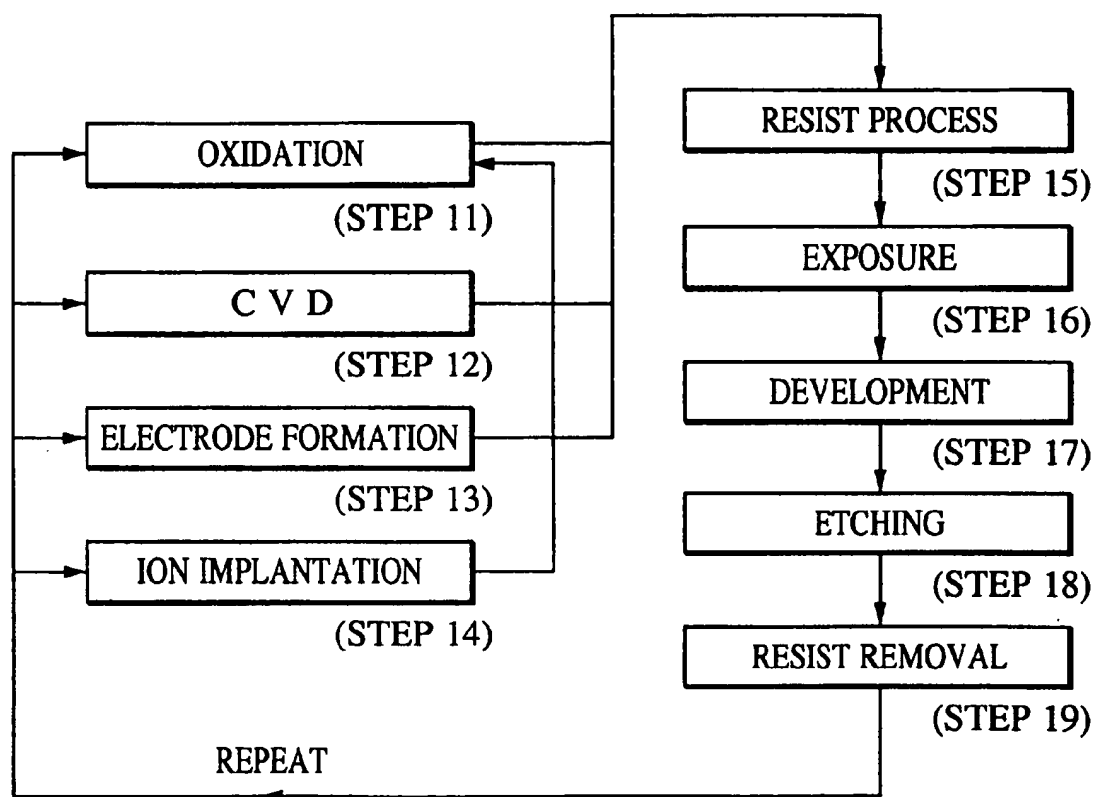 OXIDATION
(STEP 11)
C V D
(STEP 12)
ELECTRODE FORMATION
(STEP 13)
ION IMPLANTATION
(STEP 14)
RESIST PROCESS
(STEP 15)
EXPOSURE
(STEP 16)
DEVELOPMENT
(STEP 17)
ETCHING
(STEP 18)
RESIST REMOVAL
(STEP 19)
REPEAT